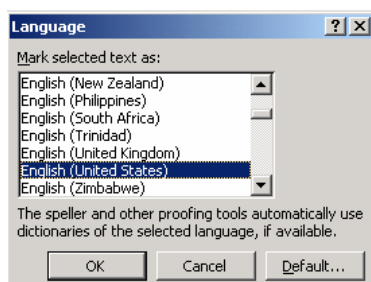 Language
Mark selected text as:
English (New Zealand)
English (Philippines)
English (South Africa)
English (Trinidad)
English (United Kingdom)
English (United States)
English (Zimbabwe)
The speller and other proofing tools automatically use
dictionaries of the selected language, if available.
OK Cancel Default...